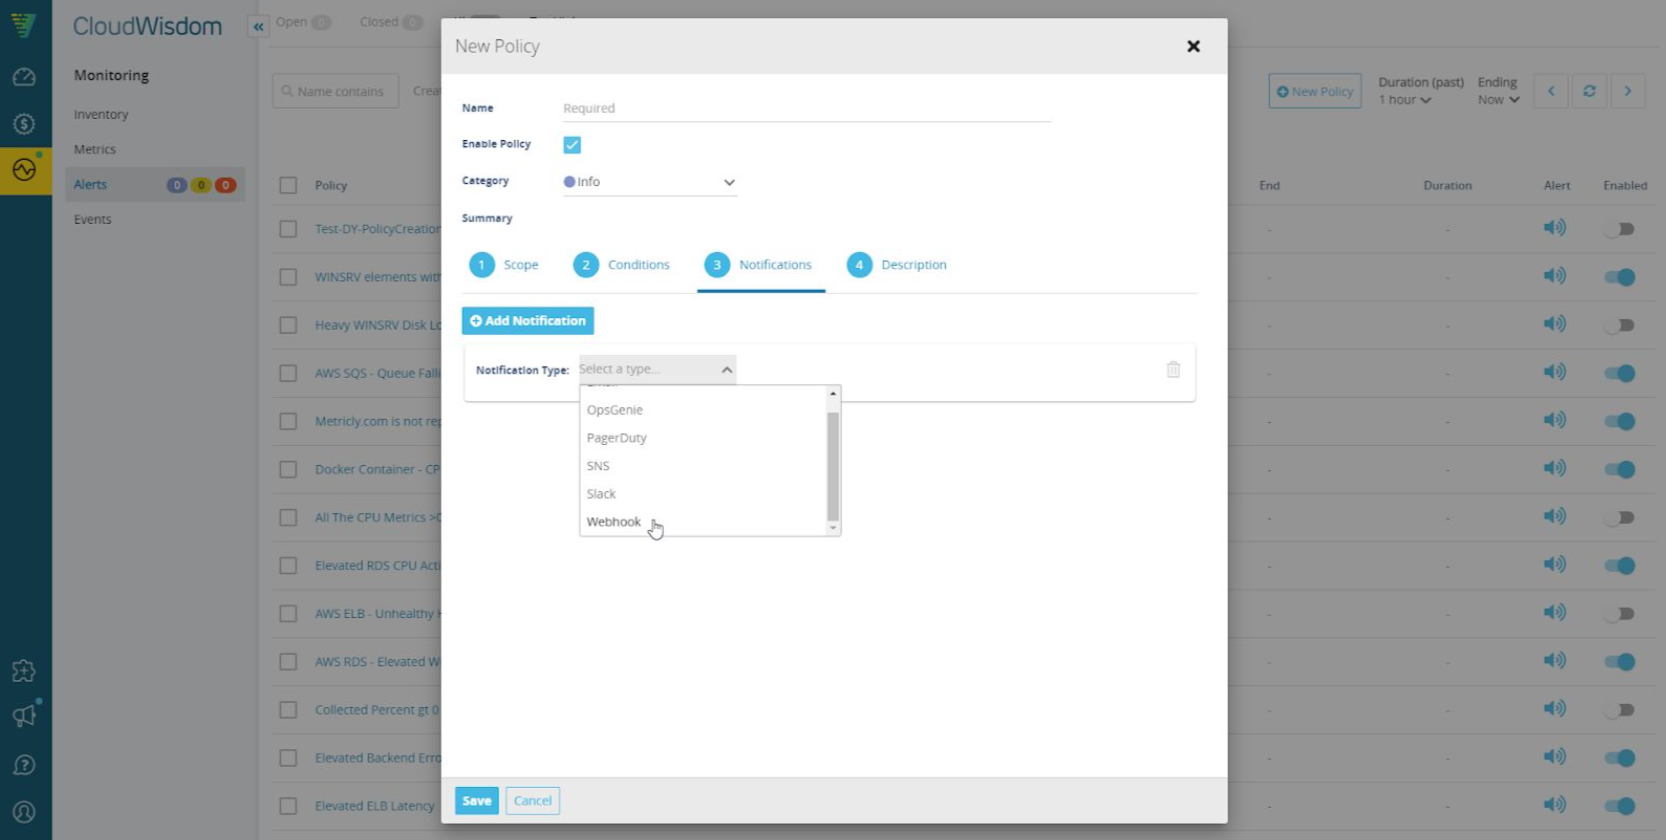 CloudWisdom
«
Open 0
Closed 0
Monitoring
Inventory
Metrics
Alerts 0 0 0
Events
Name contains
New Policy
Duration (past)
1 hour
Ending
Now
Policy
End
Duration
Alert
Enabled
Test-DY-PolicyCreation
WINSRV elements with
Heavy WINSRV Disk Lo
AWS SQS - Queue Falli
Metricly.com is not rep
Docker Container - CP
All The CPU Metrics >
Elevated RDS CPU Acti
AWS ELB - Unhealthy
AWS RDS - Elevated W
Collected Percent gt 0
Elevated Backend Erro
Elevated ELB Latency
New Policy
Name
Required
Enable Policy
Category
Info
Summary
1 Scope
2 Conditions
3 Notifications
4 Description
Add Notification
Notification Type:
Select a type...
OpsGenie
PagerDuty
SNS
Slack
Webhook
Save
Cancel